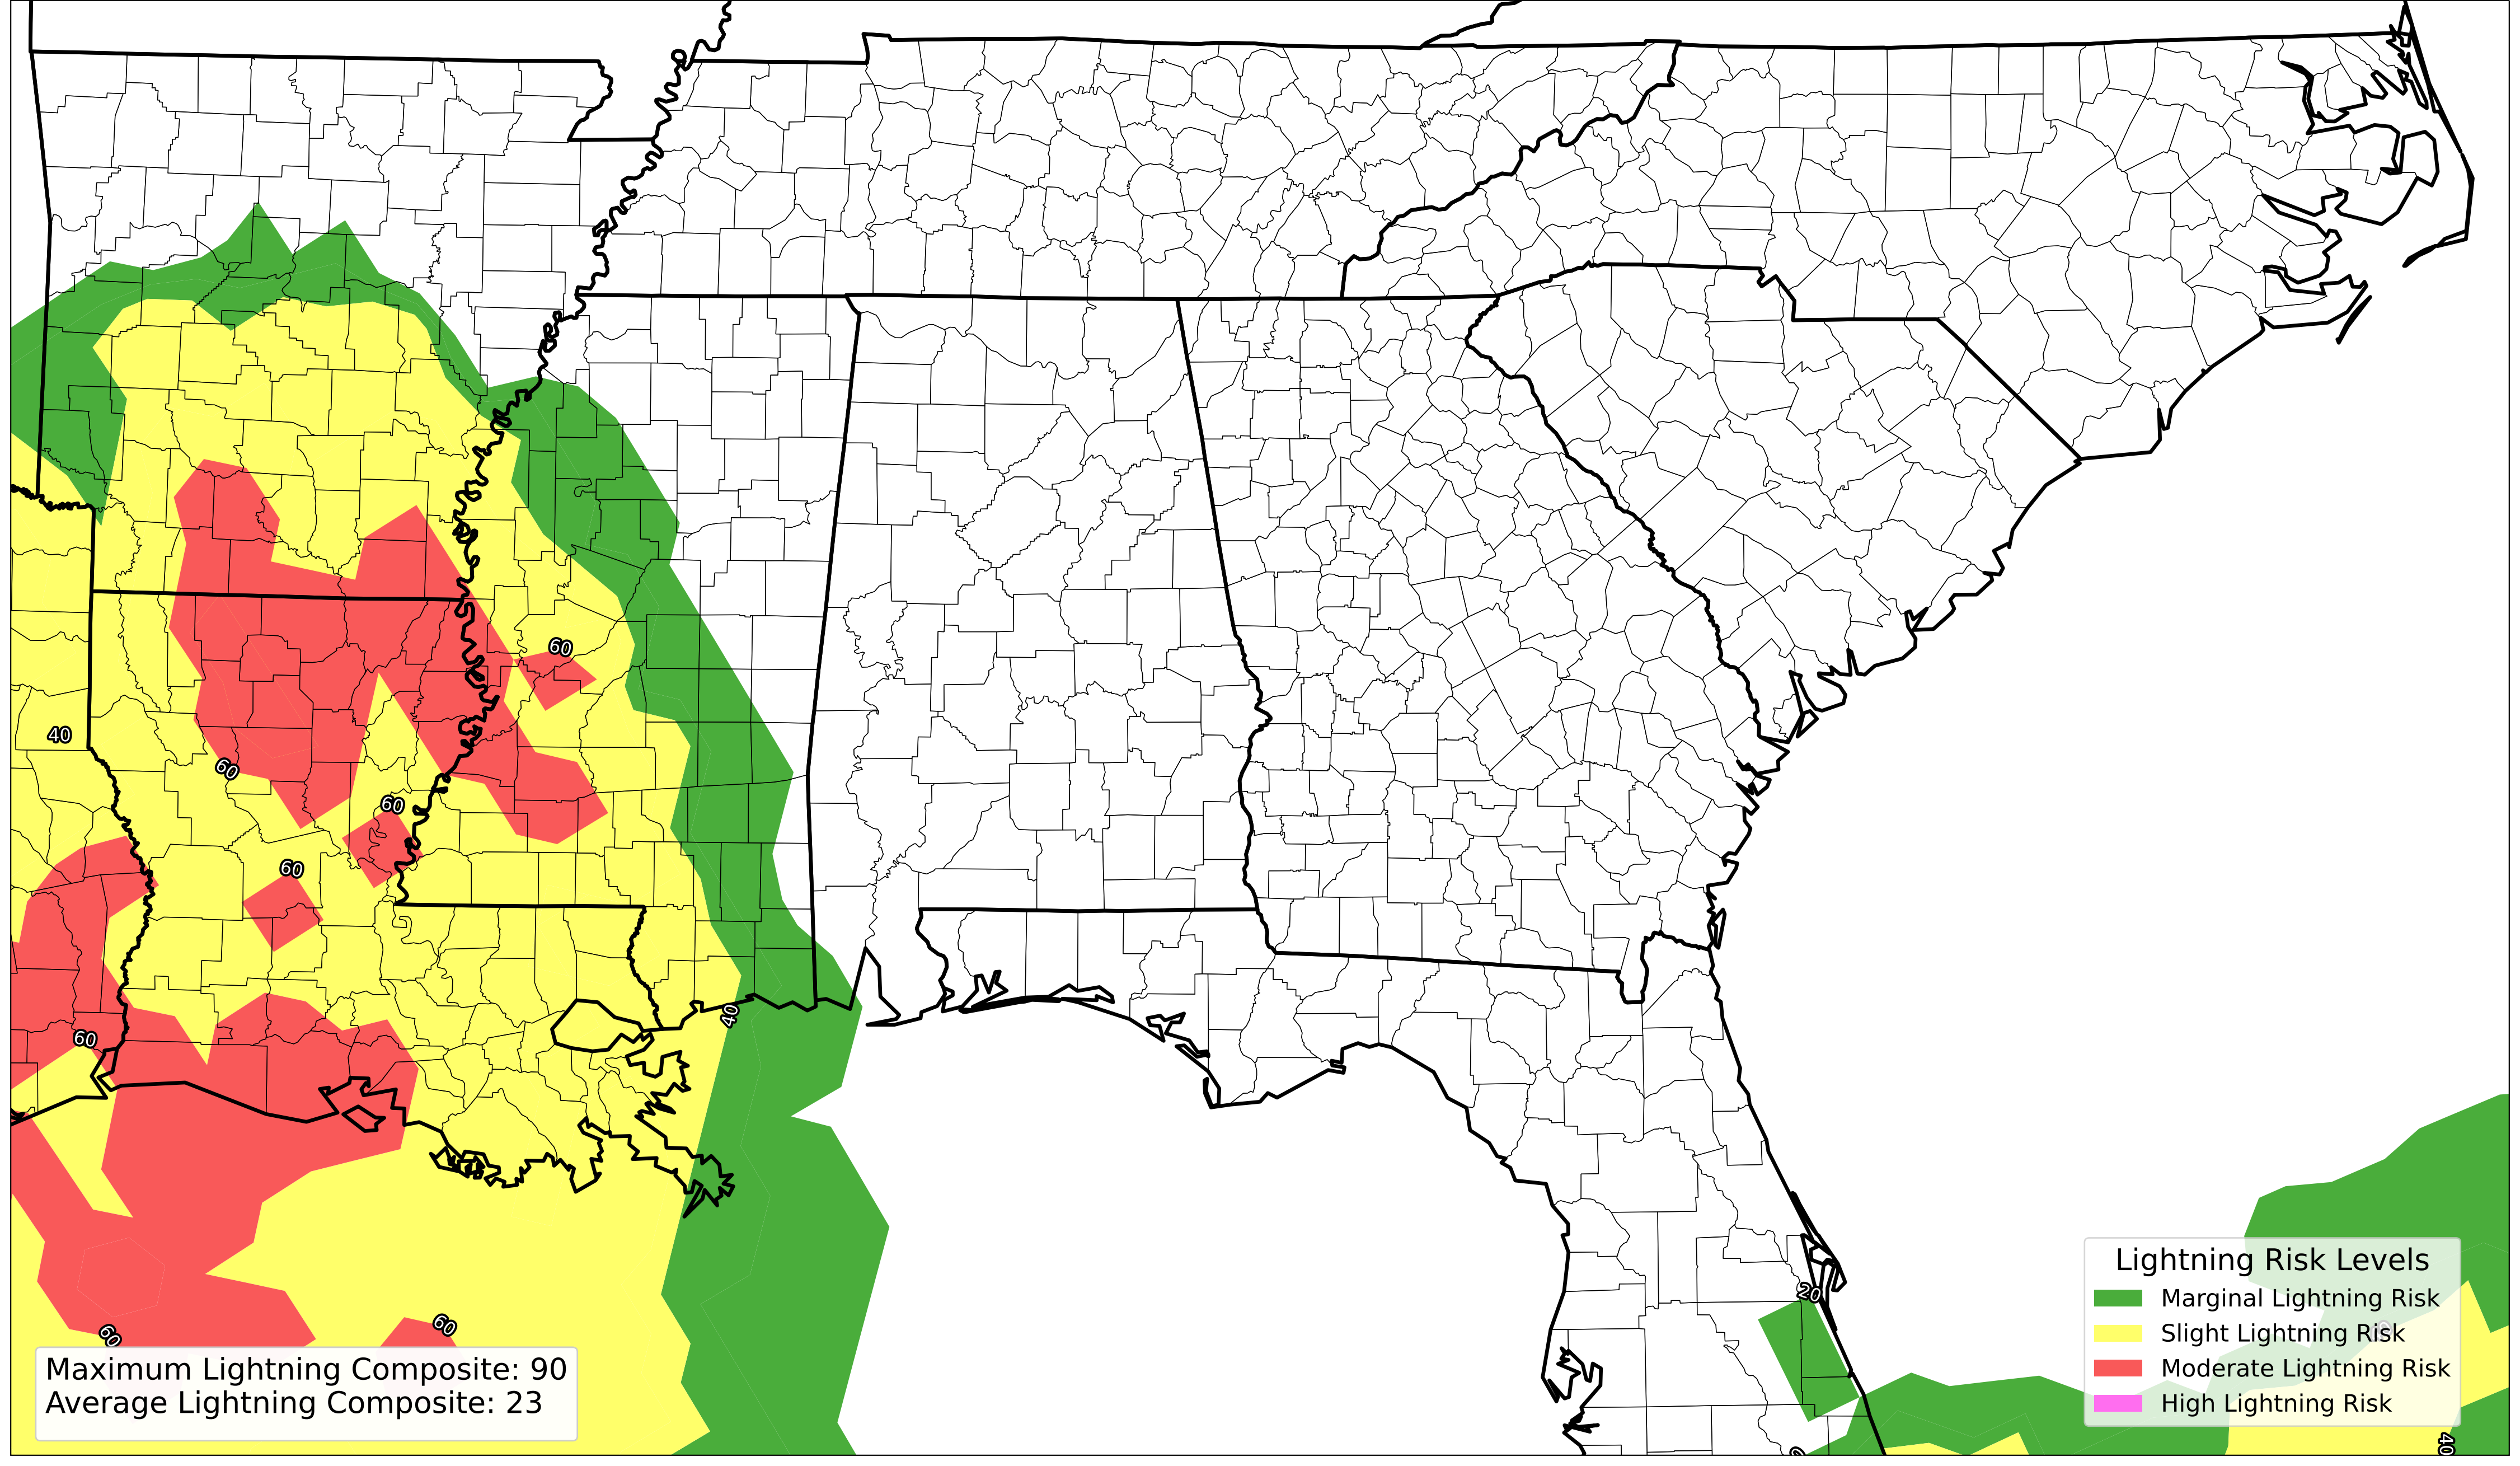 60
40
60
60
60
40
60
20
60
60
Lightning Risk Levels
Marginal Lightning Risk
Slight Lightning Risk
Moderate Lightning Risk
High Lightning Risk
Maximum Lightning Composite: 90
Average Lightning Composite: 23
40